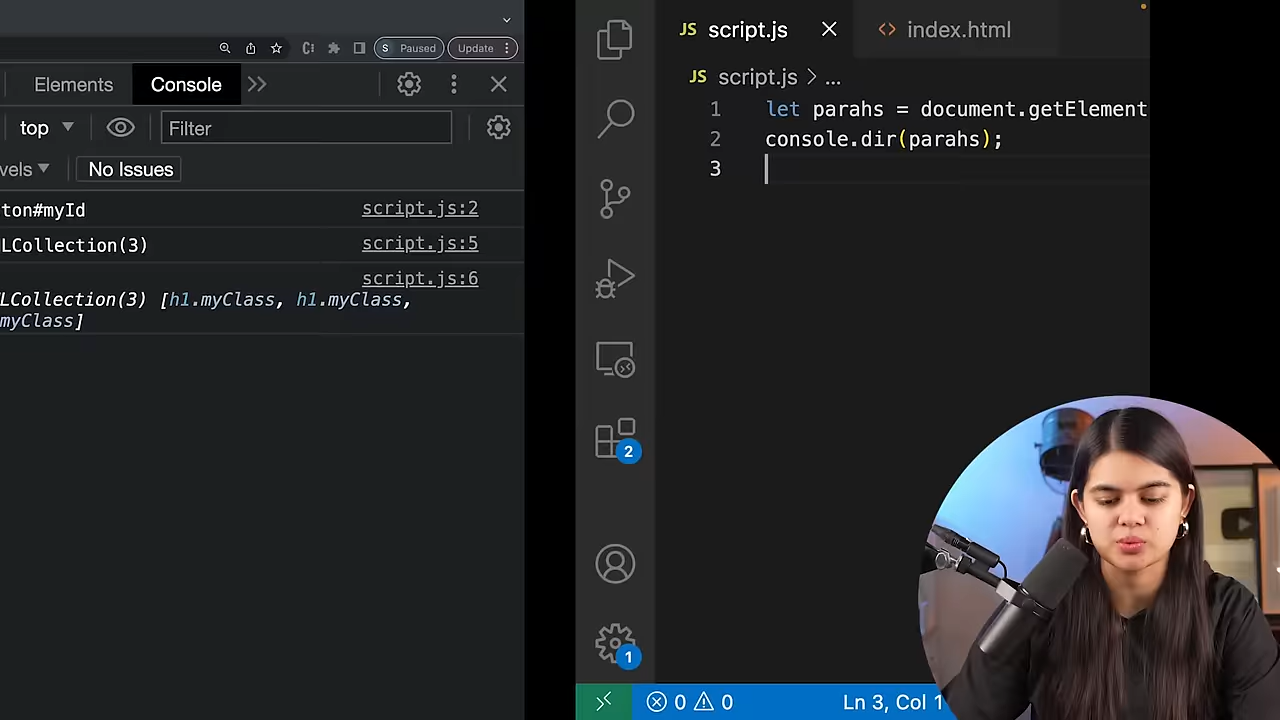 S Paused
Update
Elements
Console
top
Filter
vels
No Issues
ton#myId script.js:2
LCollection(3) script.js:5
script.js:6
LCollection(3) [h1.myClass, h1.myClass,
myClass]
JS script.js
<> index.html
JS script.js > ...
1 let parahs = document.getElement
2 console.dir(parahs);
3
2
1
0 0
Ln 3, Col 1